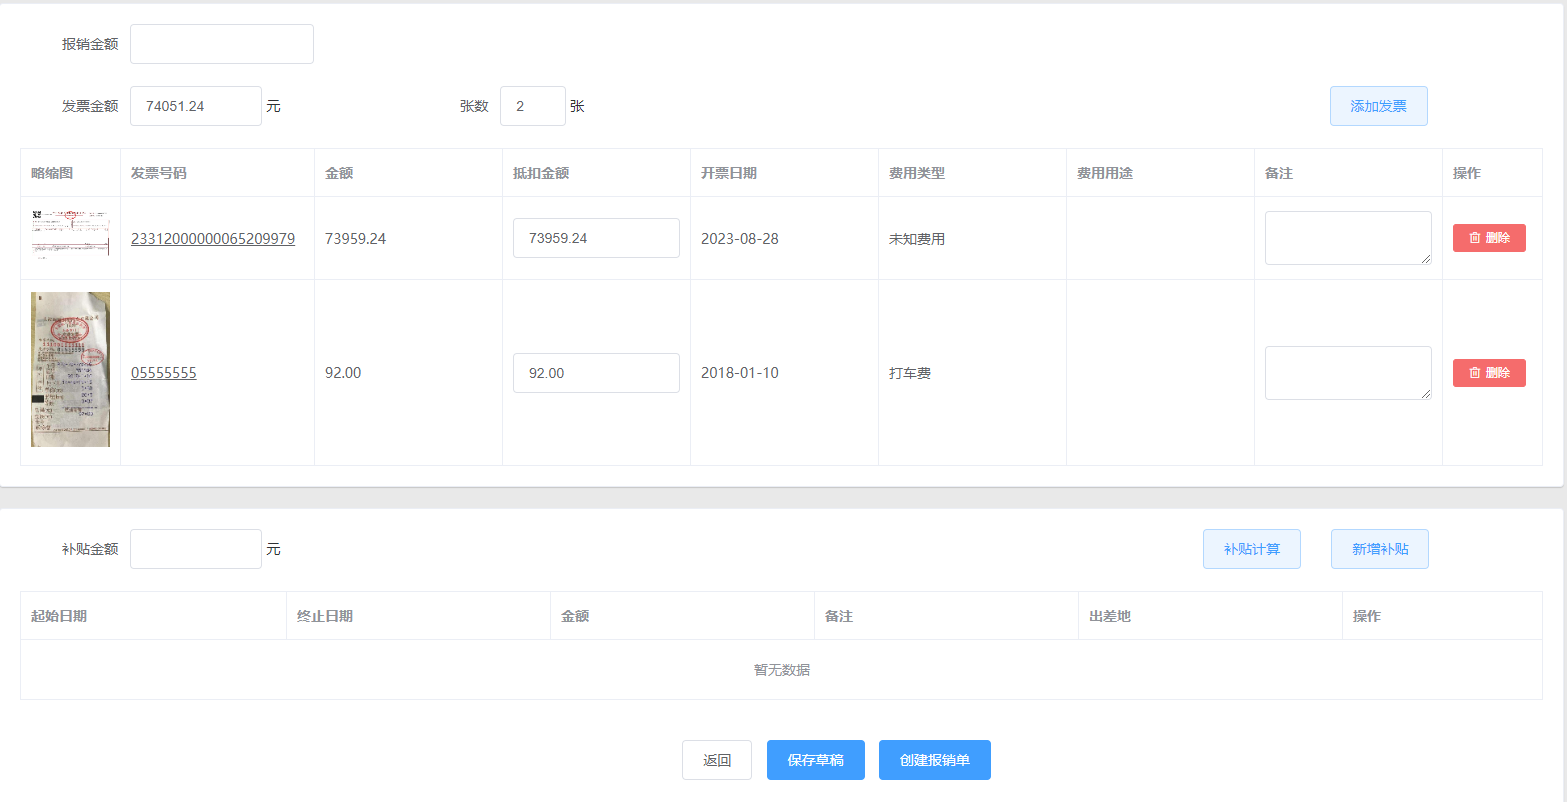 报销金额
发票金额 74051.24 元 张数 2 张 添加发票
略缩图 发票号码 金额 抵扣金额 开票日期 费用类型 费用用途 备注 操作
23312000000065209979 73959.24 73959.24 2023-08-28 未知费用 删除
05555555 92.00 92.00 2018-01-10 打车费 删除
补贴金额 元 补贴计算 新增补贴
起始日期 终止日期 金额 备注 出差地 操作
暂无数据
返回 保存草稿 创建报销单